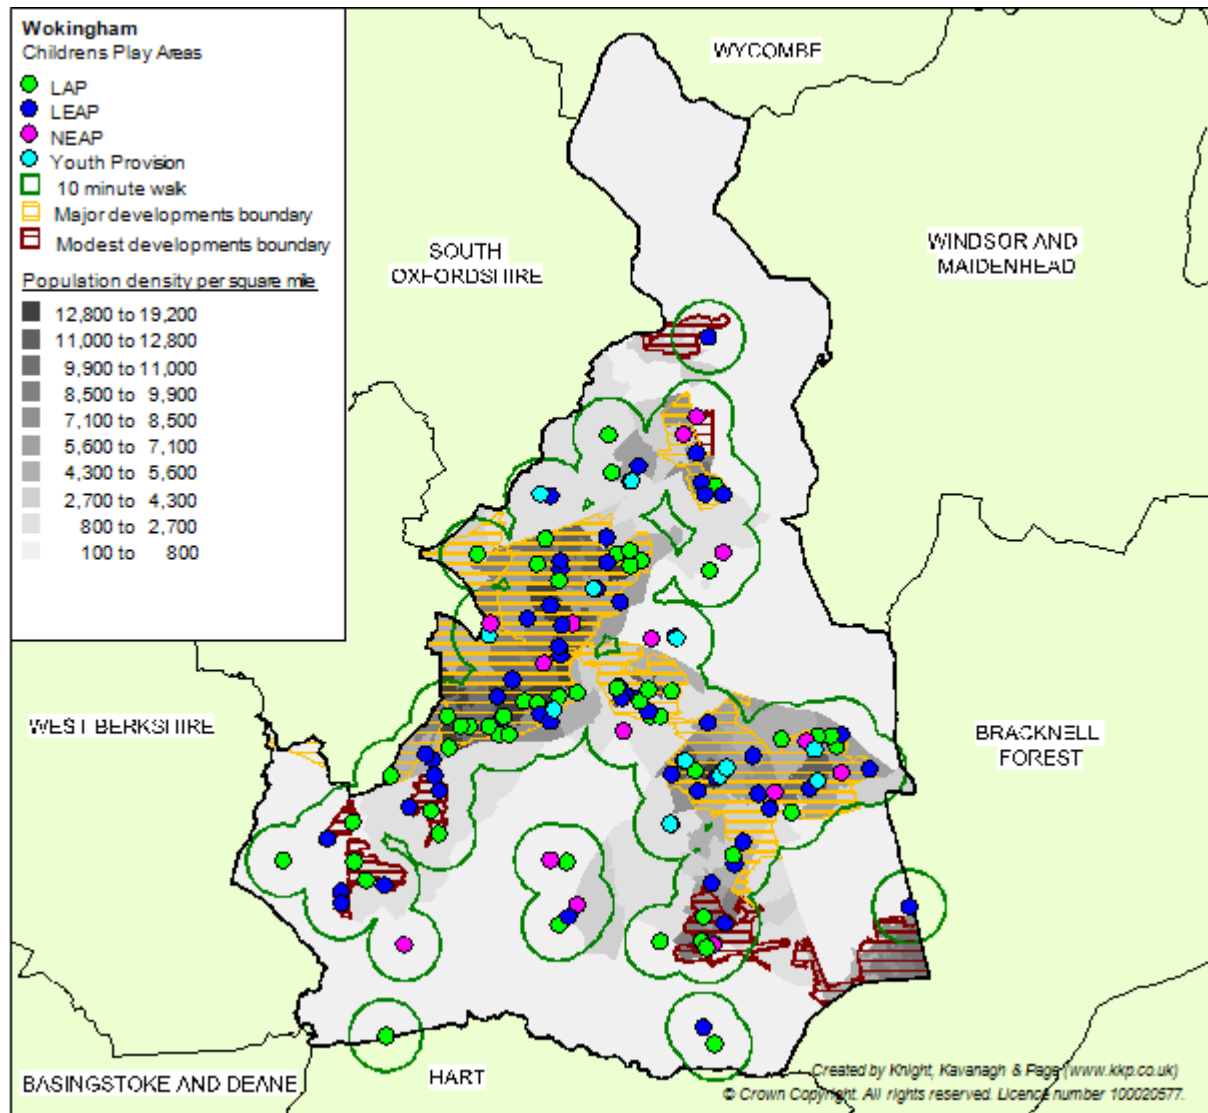 Wokingham
Childrens Play Areas
LAP
LEAP
NEAP
Youth Provision
10 minute walk
Major developments boundary
Modest developments boundary
Population density per square mile
12,800 to 19,200
11,000 to 12,800
9,900 to 11,000
8,500 to 9,900
7,100 to 8,500
5,600 to 7,100
4,300 to 5,600
2,700 to 4,300
800 to 2,700
100 to 800
WYCOMBE
SOUTH
OXFORDSHIRE
WINDSOR AND
MAIDENHEAD
WEST BERKSHIRE
BRACKNELL
FOREST
BASINGSTOKE AND DEANE
HART
Created by Knight, Kavanagh & Page (www.kkp.co.uk)
© Crown Copyright. All rights reserved. Licence number 100020577.